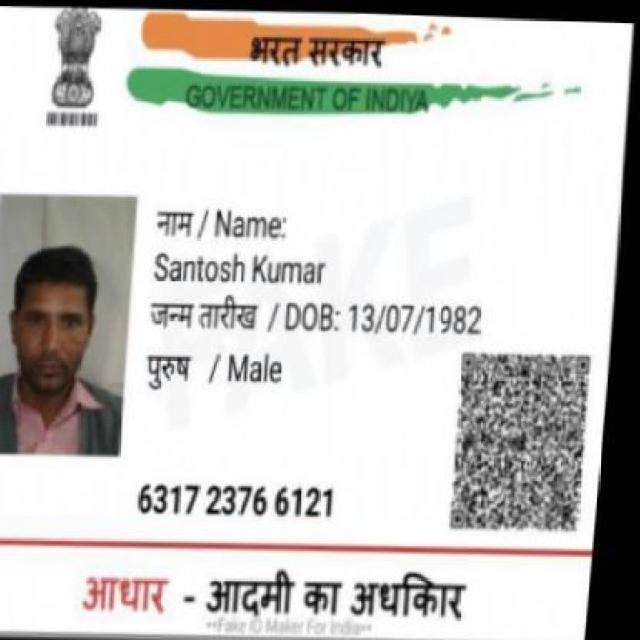 भरत सरकार
GOVERNMENT OF INDIYA
नाम / Name:
Santosh Kumar
जन्म तारीख / DOB: 13/07/1982
पुरुष / Male
FAKE
6317 2376 6121
आधार - आदमी का अधकिार
**Fake ID Maker For India**